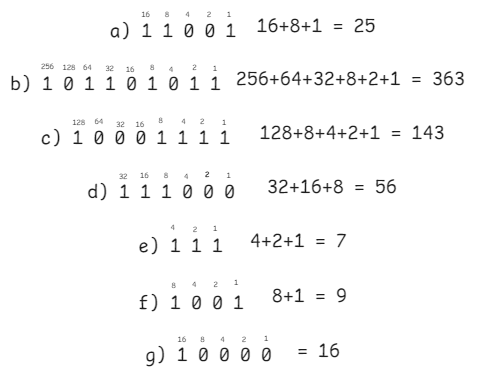 16 8 4 2 1
a) 1 1 0 0 1 16+8+1 = 25
256 128 64 32 16 8 4 2 1
b) 1 0 1 1 0 1 0 1 1 256+64+32+8+2+1 = 363
128 64 32 16 8 4 2 1
c) 1 0 0 0 1 1 1 1 128+8+4+2+1 = 143
32 16 8 4 2 1
d) 1 1 1 0 0 0 32+16+8 = 56
4 2 1
e) 1 1 1 4+2+1 = 7
8 4 2 1
f) 1 0 0 1 8+1 = 9
16 8 4 2 1
g) 1 0 0 0 0 = 16